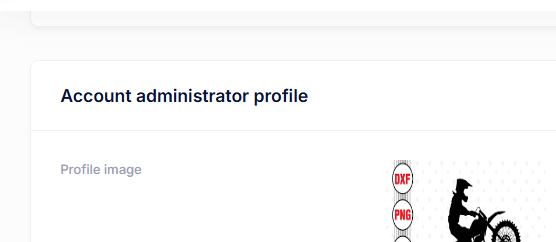 Account administrator profile
Profile image
DXF
PNG